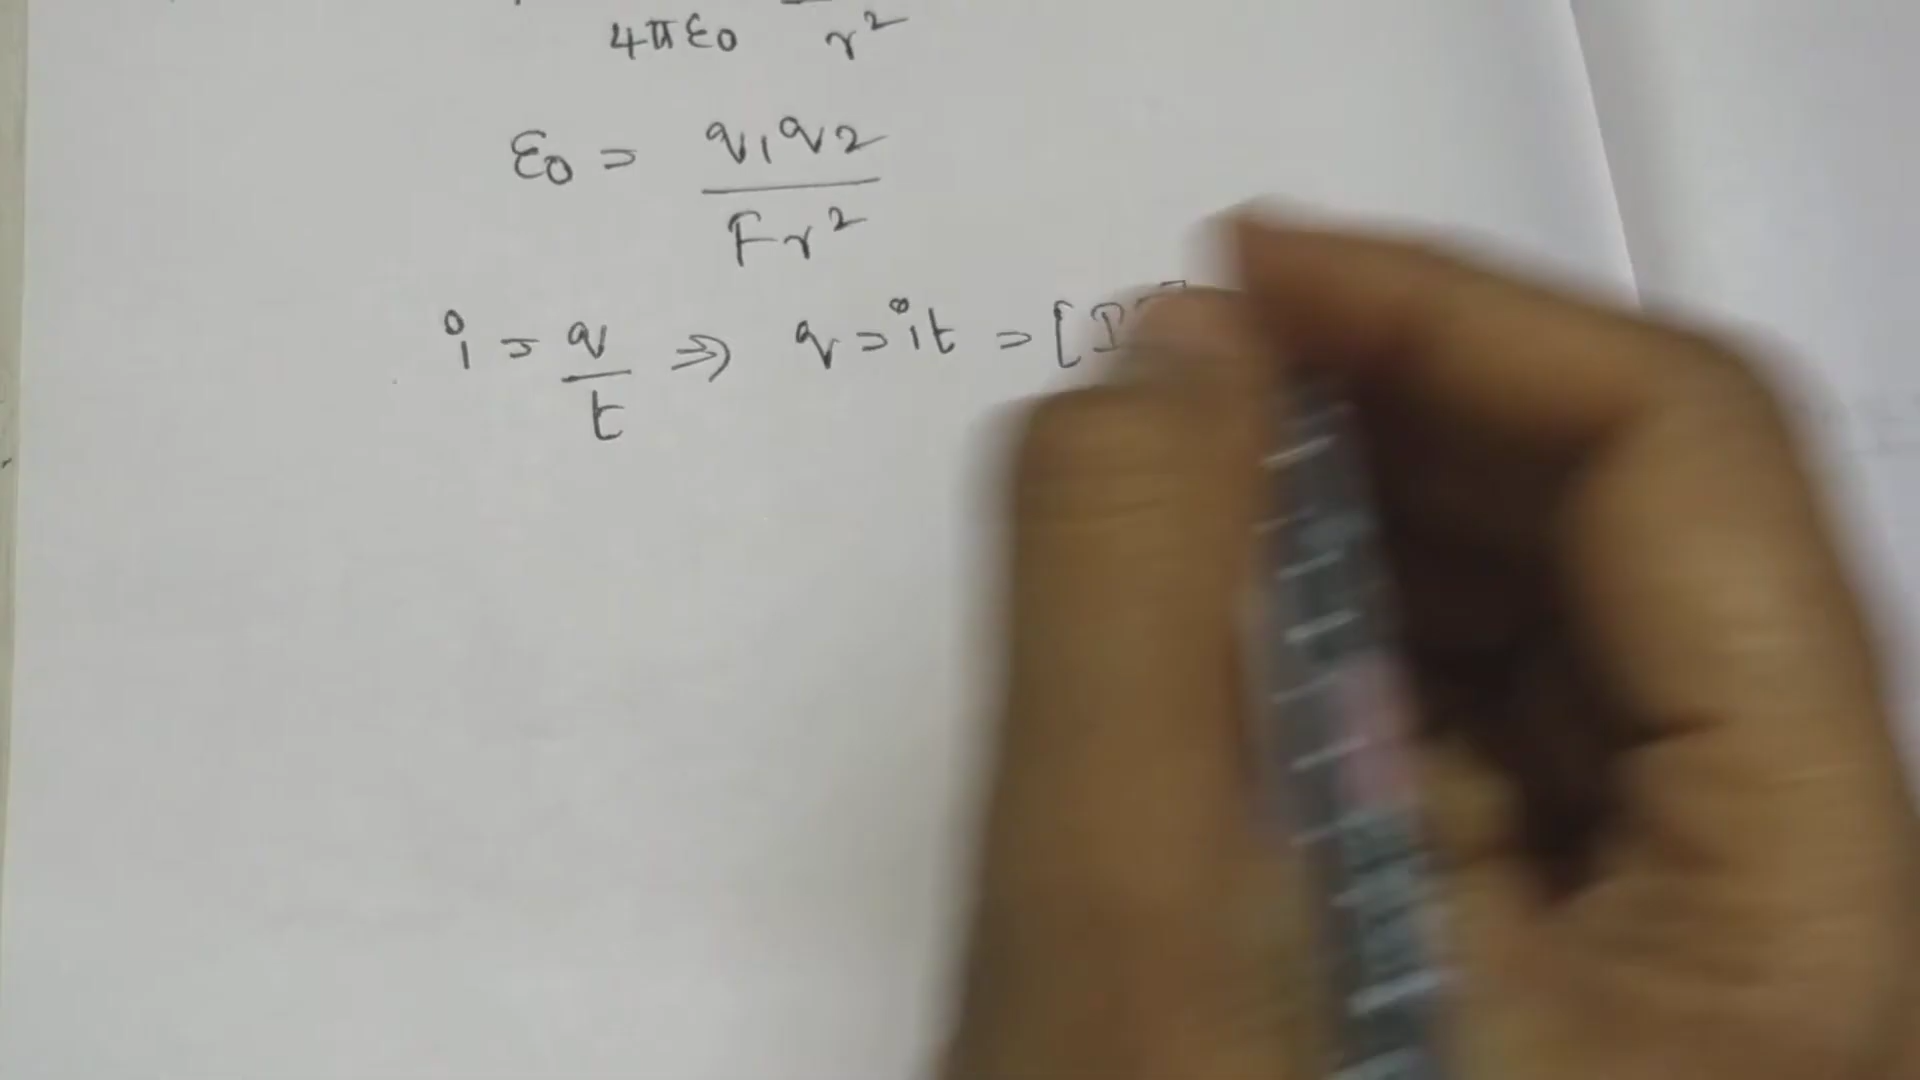 4πε0 r²
ε0 = q1q2 / Fr²
i = q/t ⇒ q = it = [I